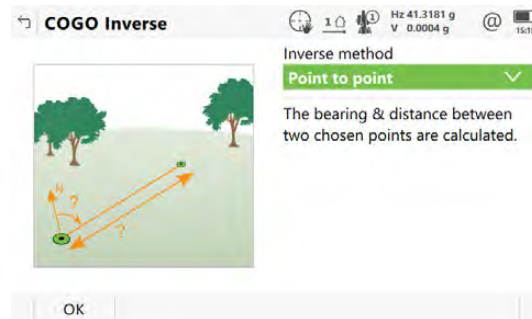 COGO Inverse
1
1
Hz 41.3181 g
V 0.0004 g
@
Inverse method
Point to point
The bearing & distance between
two chosen points are calculated.
N
?
?
OK